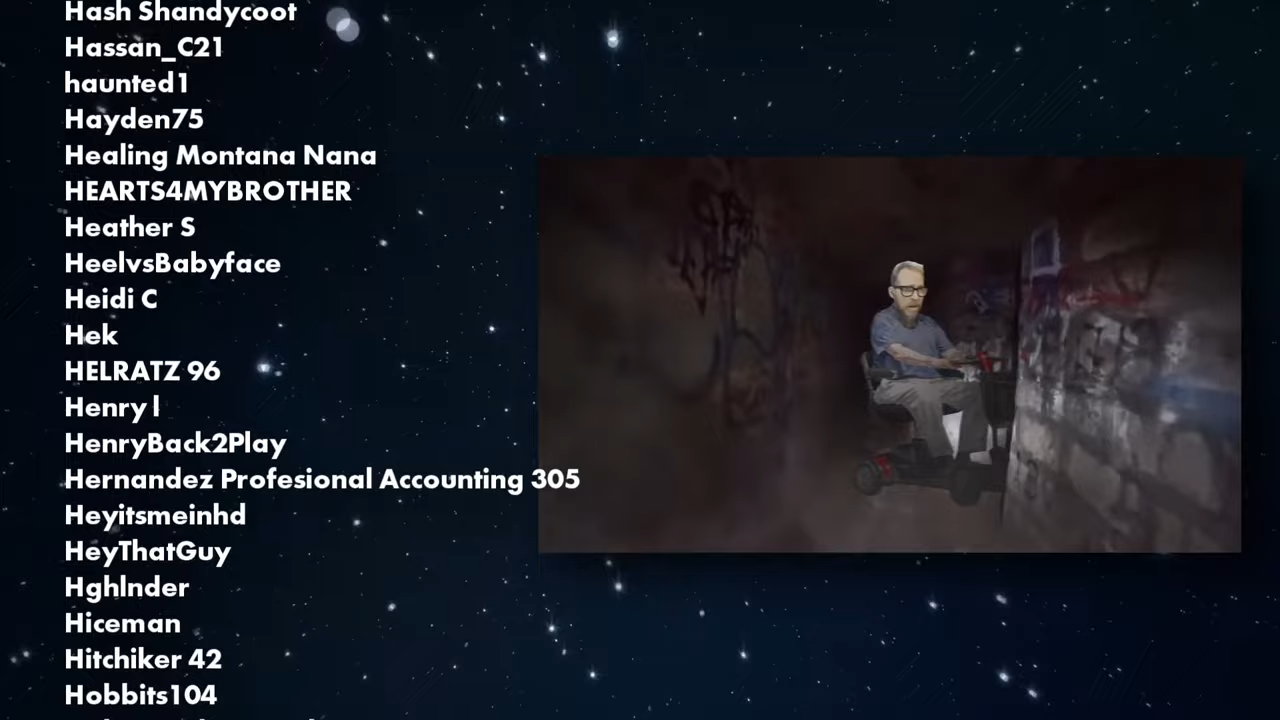 Hash Shandycoot
Hassan_C21
haunted1
Hayden75
Healing Montana Nana
HEARTS4MYBROTHER
Heather S
HeelvsBabyface
Heidi C
Hek
HELRATZ 96
Henry l
HenryBack2Play
Hernandez Profesional Accounting 305
Heyitsmeinhd
HeyThatGuy
Hghlnder
Hiceman
Hitchiker 42
Hobbits104